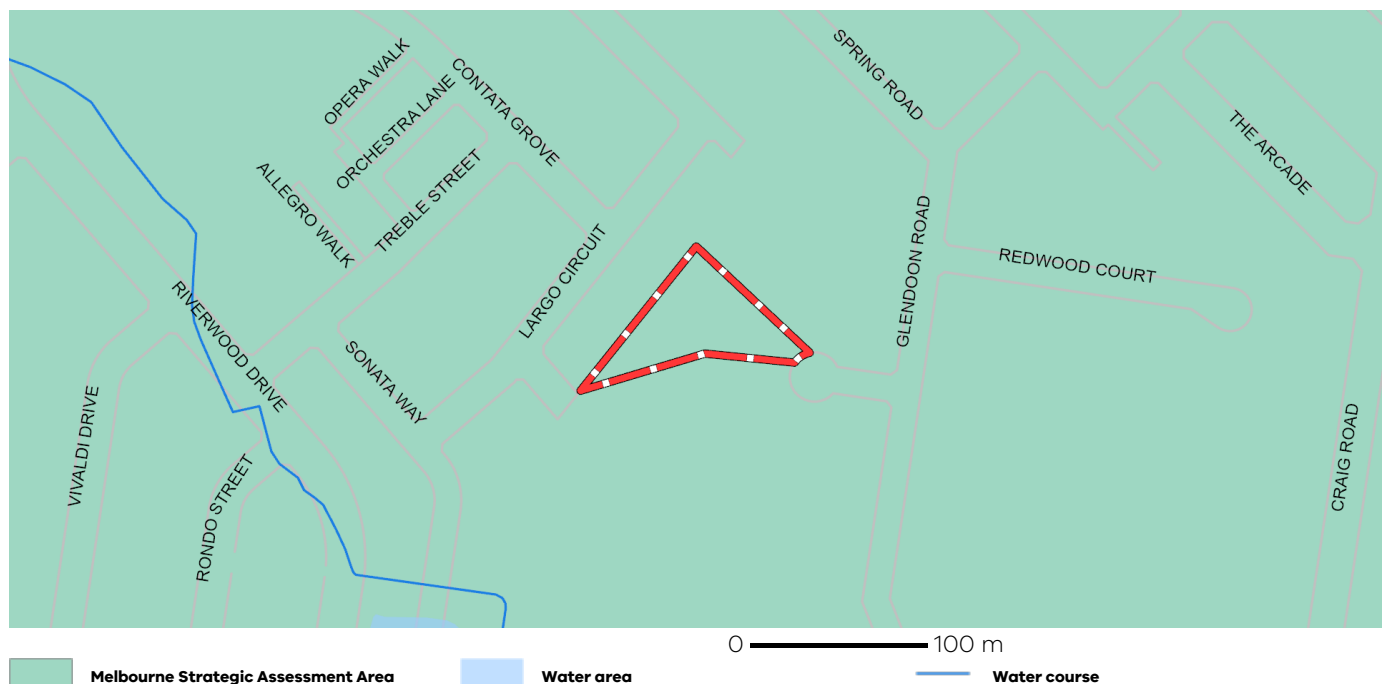 OPERA WALK
CONTATA GROVE
SPRING ROAD
ORCHESTRA LANE
THE ARCADE
ALLEGRO WALK
TREBLE STREET
LARGO CIRCUIT
GLENDON ROAD
REDWOOD COURT
RIVERWOOD DRIVE
SONATA WAY
VIVALDI DRIVE
RONDO STREET
CRAIG ROAD
0 100 m
Melbourne Strategic Assessment Area
Water area
Water course